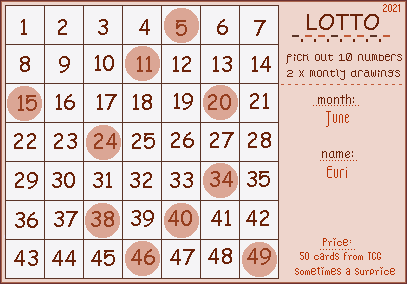 1 2 3 4 5 6 7
8 9 10 11 12 13 14
15 16 17 18 19 20 21
22 23 24 25 26 27 28
29 30 31 32 33 34 35
36 37 38 39 40 41 42
43 44 45 46 47 48 49
2021
LOTTO
pick out 10 numbers
2 x montly drawings
month:
June
name:
Euri
Price:
50 cards from TCG
sometimes a surprice